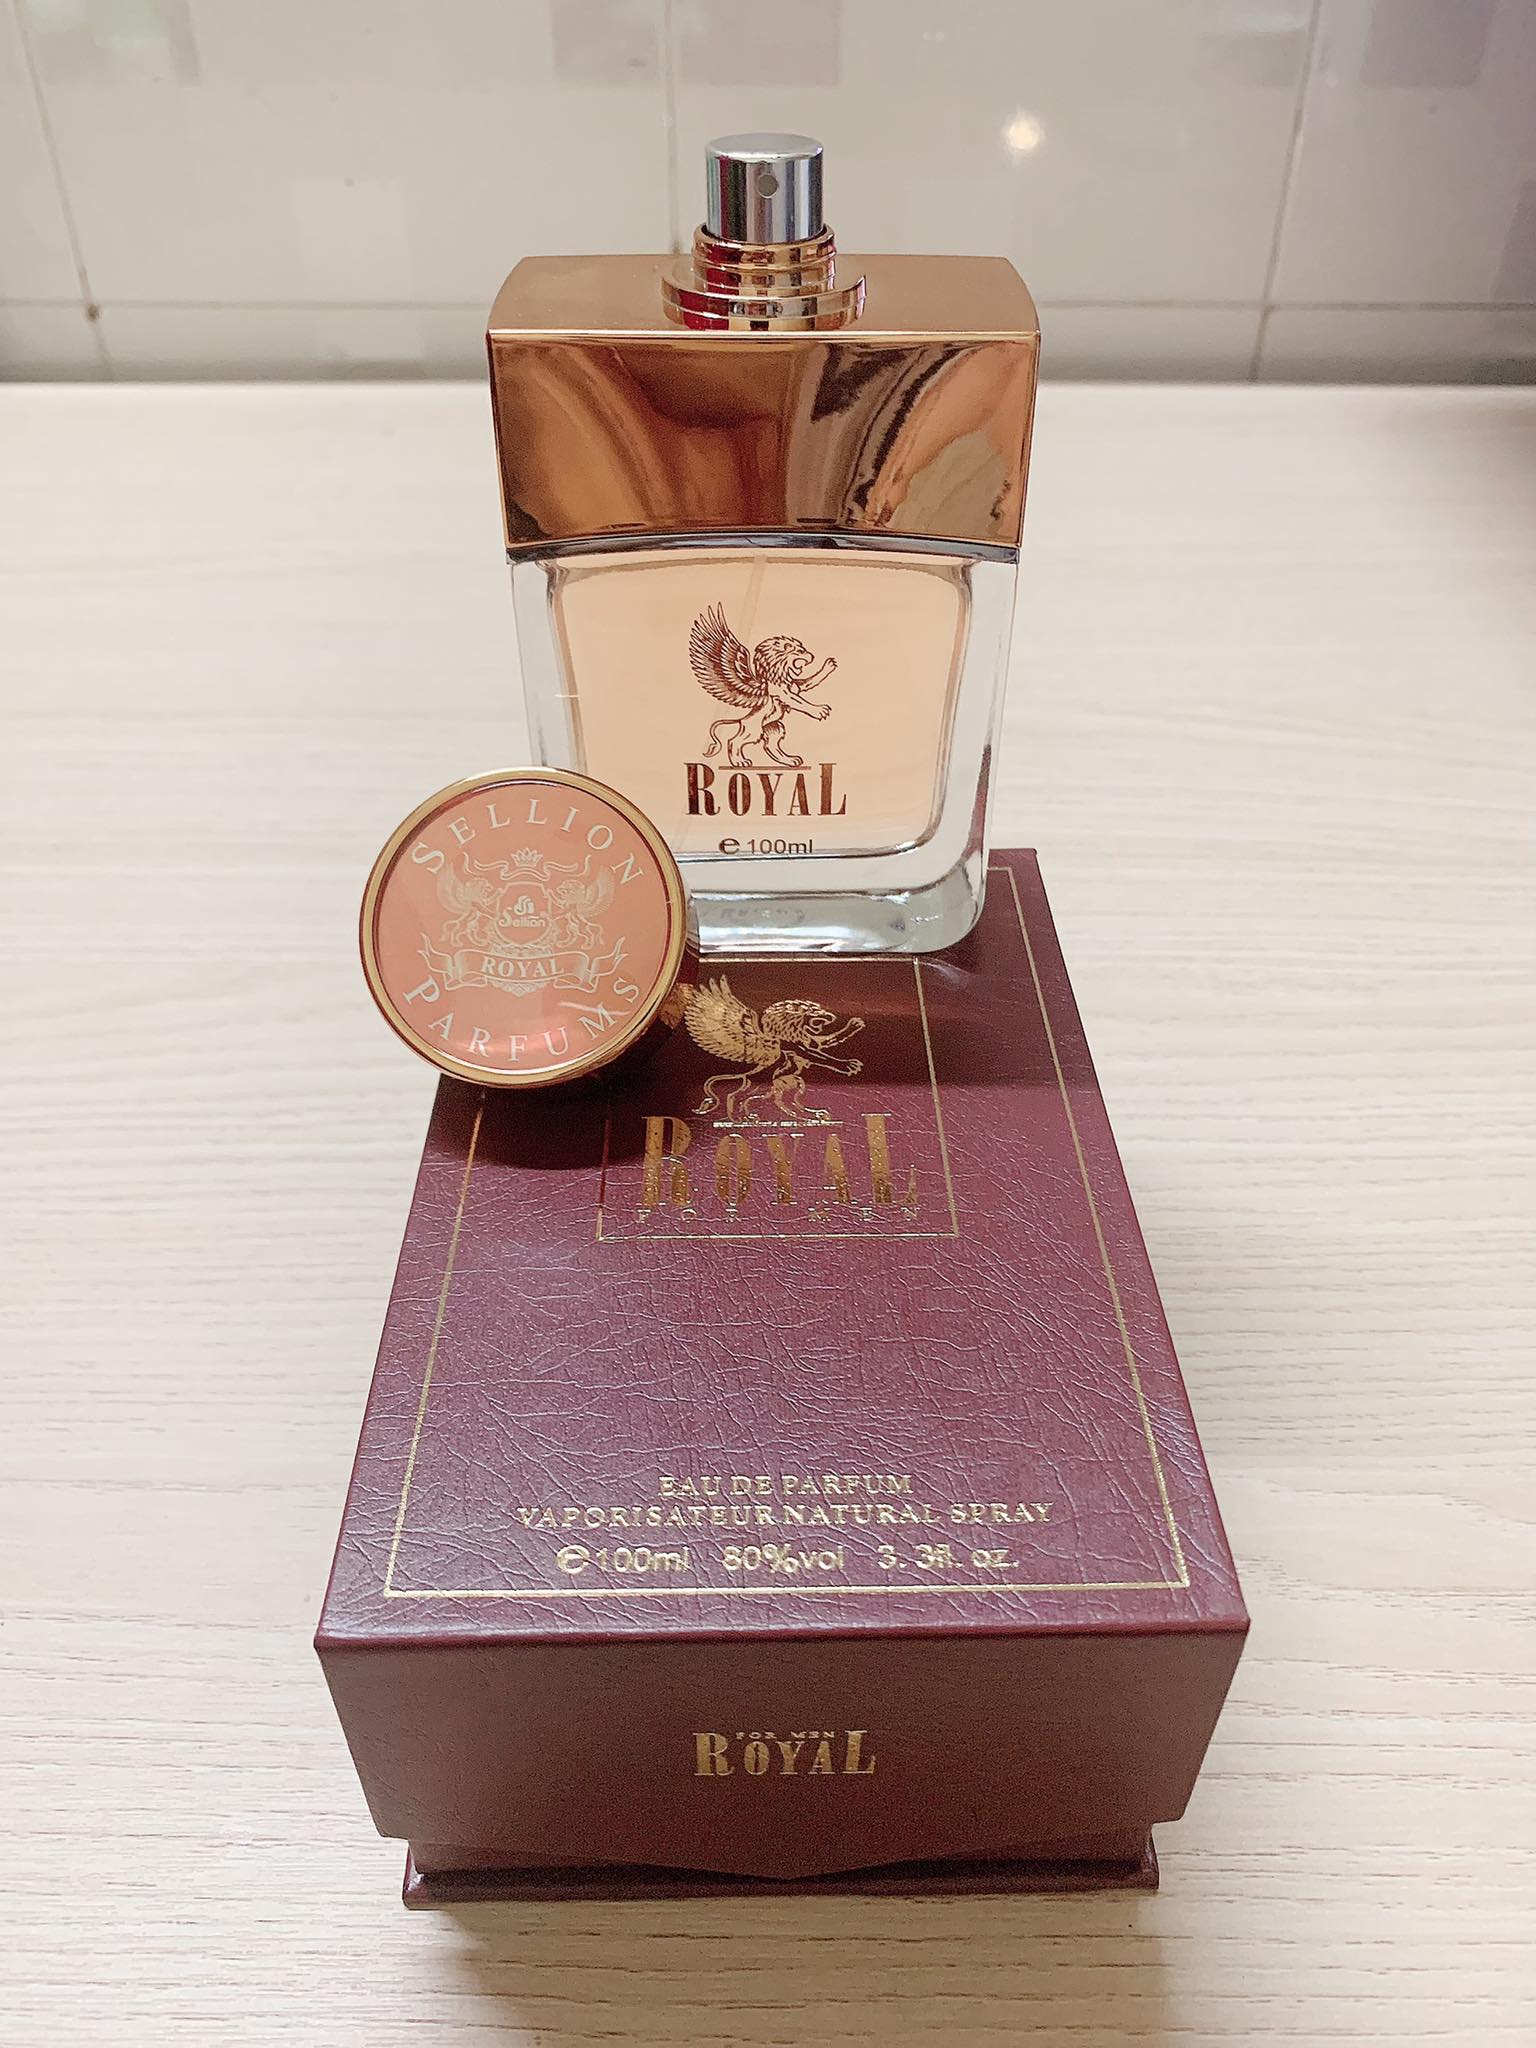 ROYAL
e 100ml
SELLION
Sellion
ROYAL
PARFUMS
ROYAL
FOR MEN
EAU DE PARFUM
VAPORISATEUR NATURAL SPRAY
e 100ml 80%vol 3.3fl. oz.
FOR MEN
ROYAL